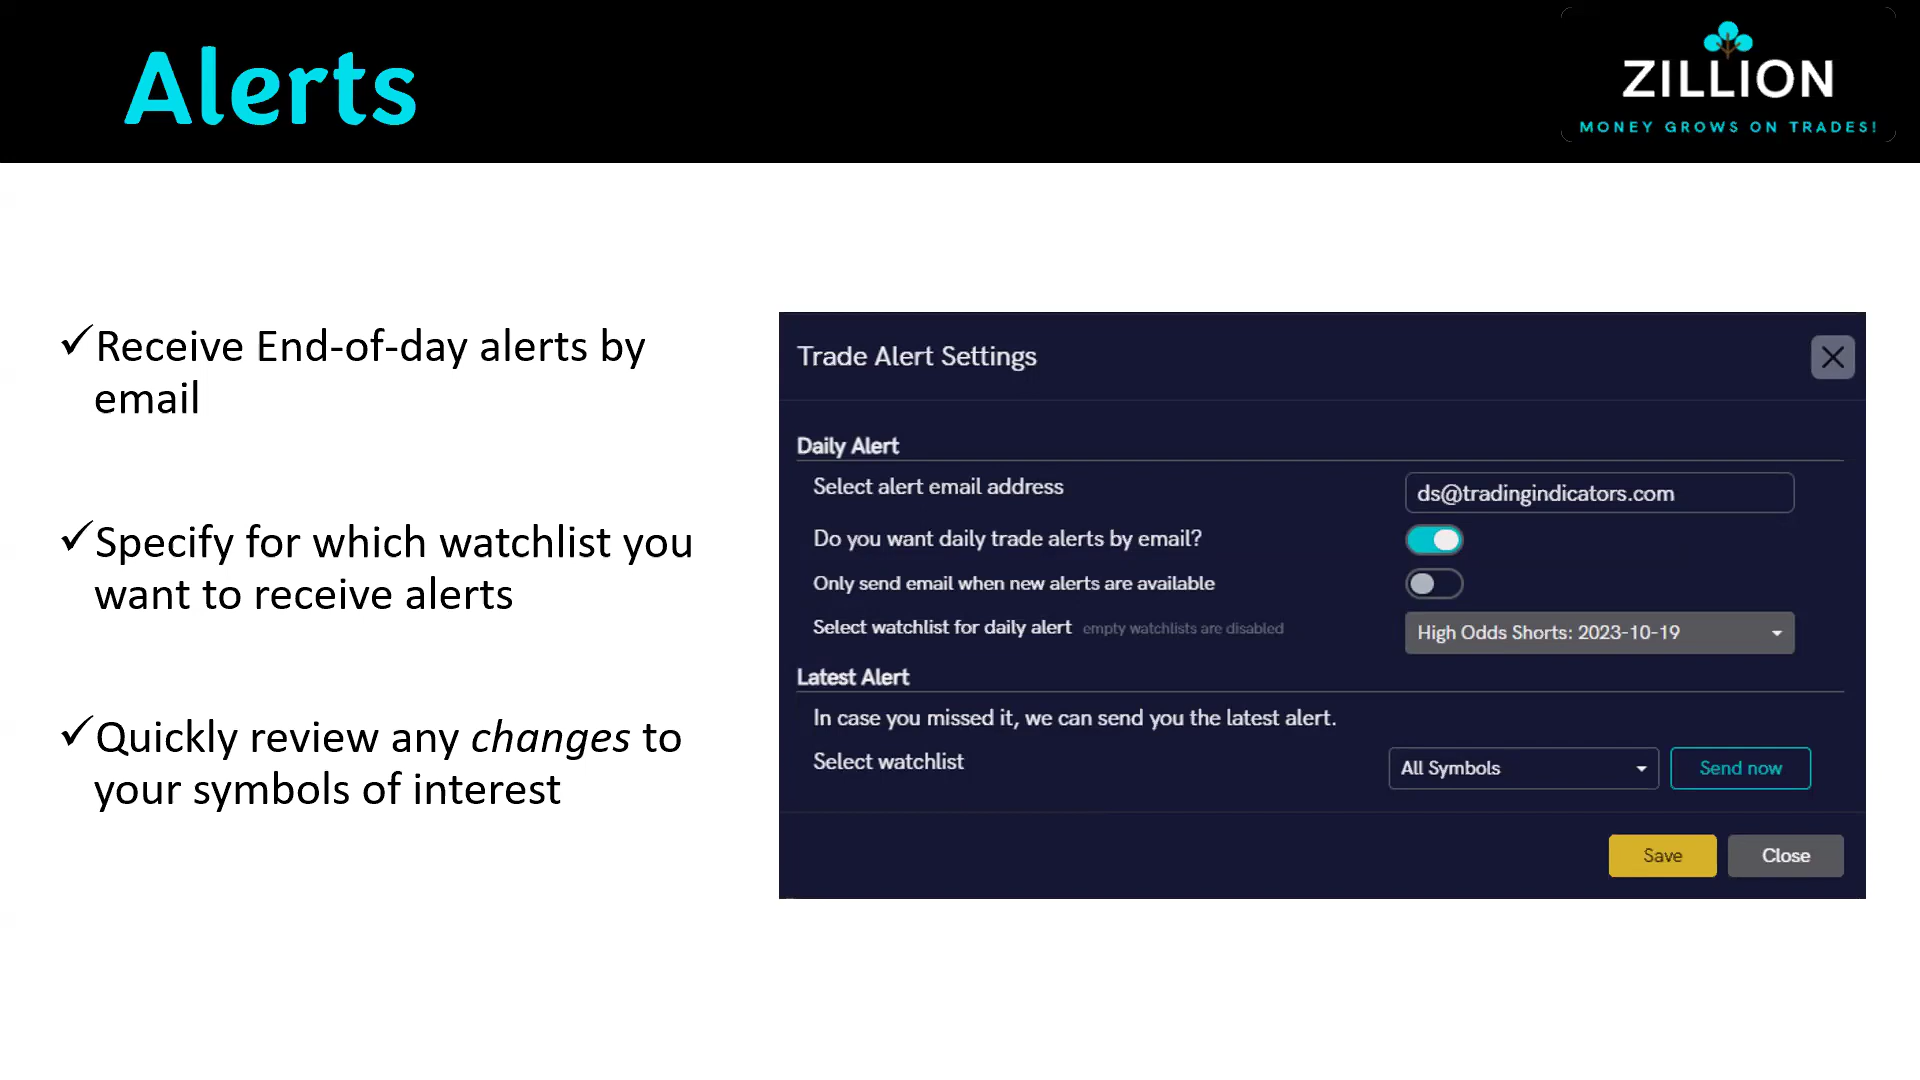 Alerts
ZILLION
MONEY GROWS ON TRADES!
✓Receive End-of-day alerts by
email
✓Specify for which watchlist you
want to receive alerts
✓Quickly review any changes to
your symbols of interest
Trade Alert Settings
Daily Alert
Select alert email address ds@tradingindicators.com
Do you want daily trade alerts by email?
Only send email when new alerts are available
Select watchlist for daily alert empty watchlists are disabled High Odds Shorts: 2023-10-19
Latest Alert
In case you missed it, we can send you the latest alert.
Select watchlist All Symbols Send now
Save Close